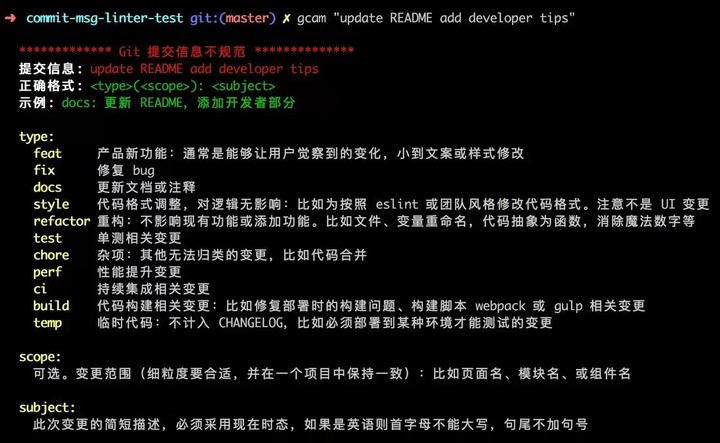 ➜ commit-msg-linter-test git:(master) ✗ gcam "update README add developer tips"
************* Git 提交信息不规范 **************
提交信息: update README add developer tips
正确格式: <type>(<scope>): <subject>
示例: docs: 更新 README, 添加开发者部分
type:
feat 产品新功能: 通常是能够让用户觉察到的变化, 小到文案或样式修改
fix 修复 bug
docs 更新文档或注释
style 代码格式调整, 对逻辑无影响: 比如为按照 eslint 或团队风格修改代码格式。注意不是 UI 变更
refactor 重构: 不影响现有功能或添加功能。比如文件、变量重命名, 代码抽象为函数, 消除魔法数字等
test 单测相关变更
chore 杂项: 其他无法归类的变更, 比如代码合并
perf 性能提升变更
ci 持续集成相关变更
build 代码构建相关变更: 比如修复部署时的构建问题、构建脚本 webpack 或 gulp 相关变更
temp 临时代码: 不计入 CHANGELOG, 比如必须部署到某种环境才能测试的变更
scope:
可选。变更范围（细粒度要合适, 并在一个项目中保持一致）: 比如页面名、模块名、或组件名
subject:
此次变更的简短描述, 必须采用现在时态, 如果是英语则首字母不能大写, 句尾不加句号